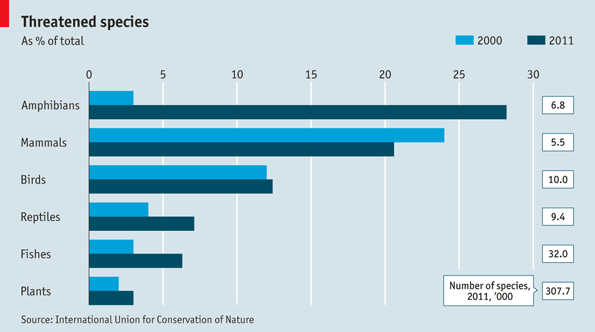 Threatened species
As % of total
2000 2011
0 5 10 15 20 25 30
Amphibians 6.8
Mammals 5.5
Birds 10.0
Reptiles 9.4
Fishes 32.0
Number of species,
Plants 2011, ’000 307.7
Source: International Union for Conservation of Nature